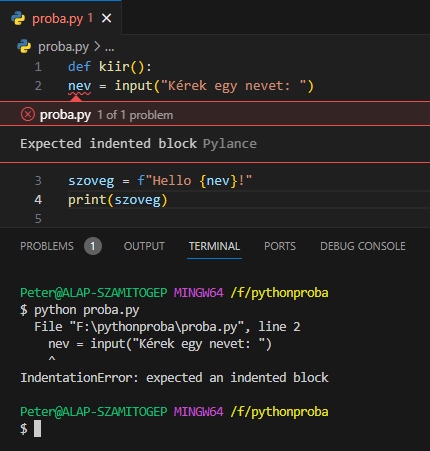 proba.py 1 ×
proba.py > ...
1 def kiir():
2 nev = input("Kérek egy nevet: ")
proba.py 1 of 1 problem
Expected indented block Pylance
3 szoveg = f"Hello {nev}!"
4 print(szoveg)
5
PROBLEMS 1 OUTPUT TERMINAL PORTS DEBUG CONSOLE
Peter@ALAP-SZAMITOGEP MINGW64 /f/pythonproba
$ python proba.py
  File "F:\pythonproba\proba.py", line 2
    nev = input("Kérek egy nevet: ")
    ^
IndentationError: expected an indented block
Peter@ALAP-SZAMITOGEP MINGW64 /f/pythonproba
$